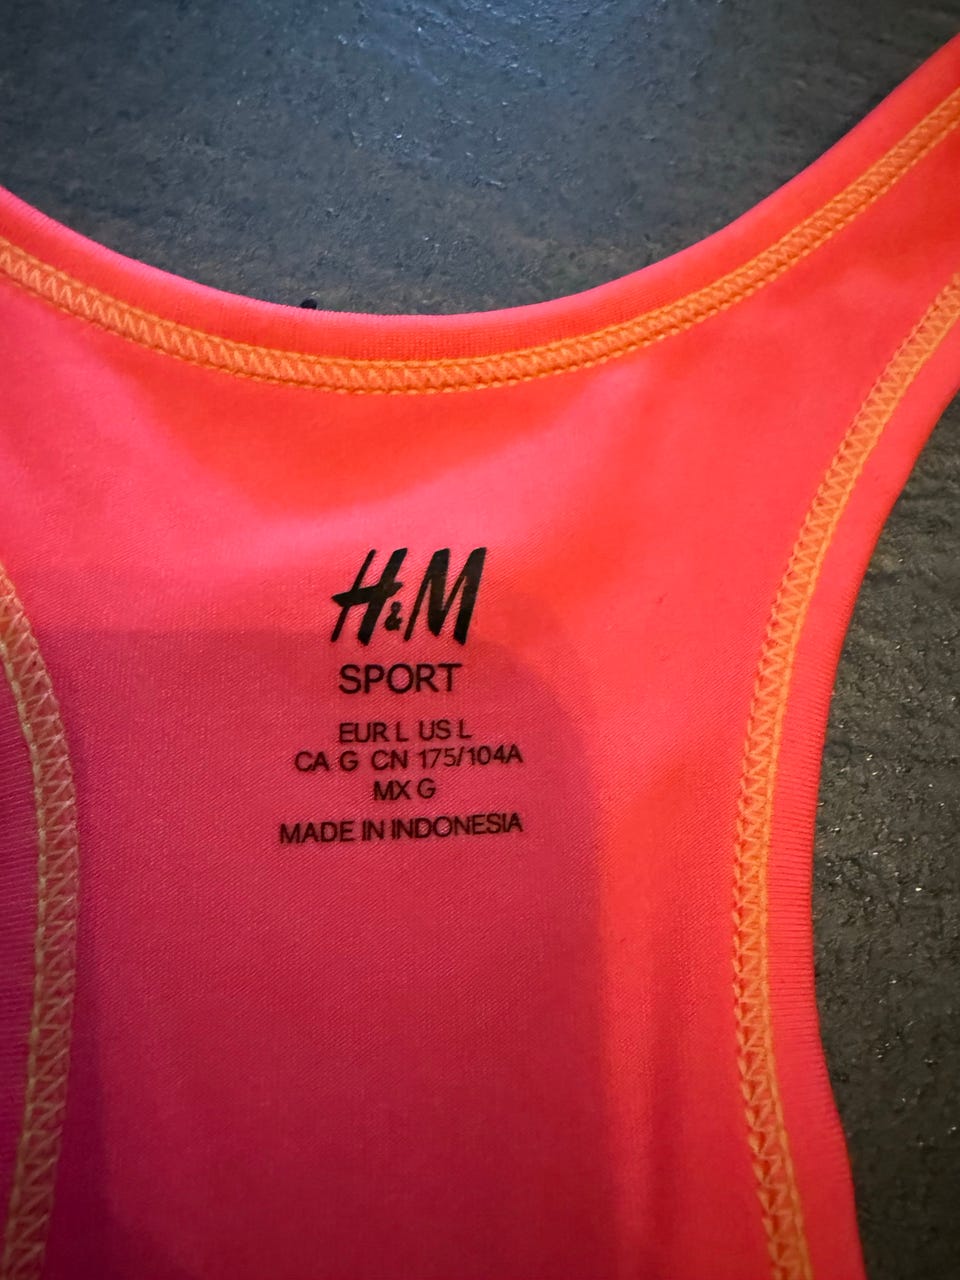 H&M
SPORT
EUR L US L
CA G CN 175/104A
MX G
MADE IN INDONESIA